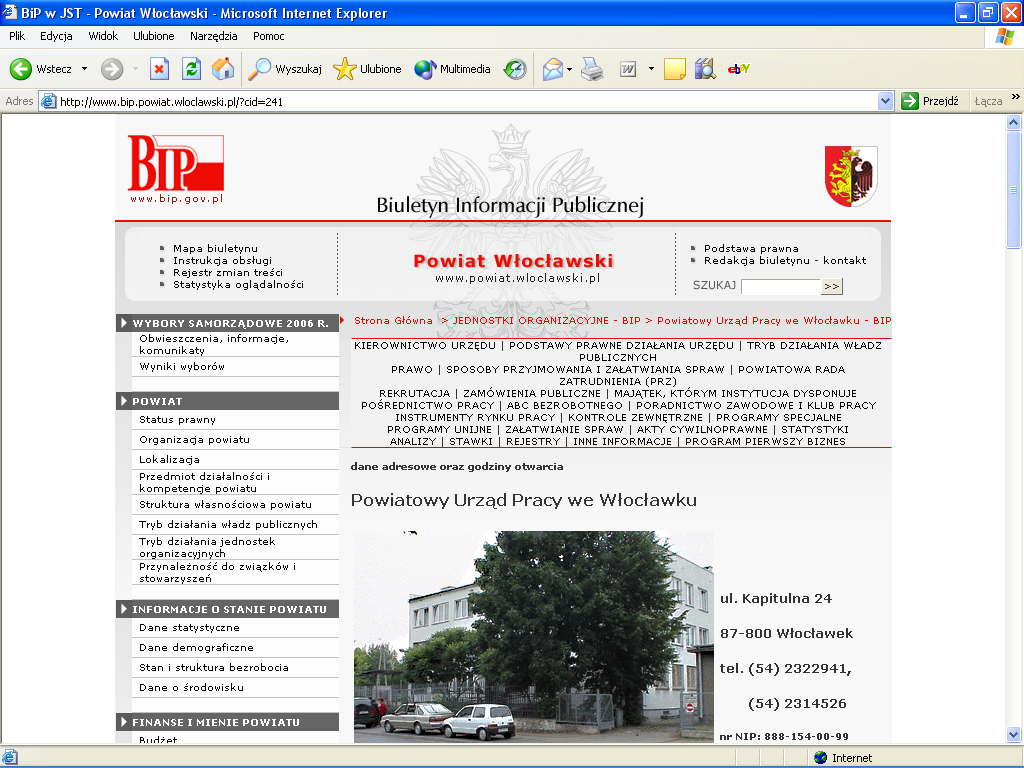 BiP w JST - Powiat Włocławski - Microsoft Internet Explorer
Plik Edycja Widok Ulubione Narzędzia Pomoc
Wstecz Wyszukaj Ulubione Multimedia
Adres http://www.bip.powiat.wloclawski.pl/?cid=241 Przejdź Łącza »
BIP
www.bip.gov.pl
Biuletyn Informacji Publicznej
Mapa biuletynu
Instrukcja obsługi
Rejestr zmian treści
Statystyka oglądalności
Powiat Włocławski
www.powiat.wloclawski.pl
Podstawa prawna
Redakcja biuletynu - kontakt
SZUKAJ >>
WYBORY SAMORZĄDOWE 2006 R.
Obwieszczenia, informacje,
komunikaty
Wyniki wyborów
POWIAT
Status prawny
Organizacja powiatu
Lokalizacja
Przedmiot działalności i
kompetencje powiatu
Struktura własnościowa powiatu
Tryb działania władz publicznych
Tryb działania jednostek
organizacyjnych
Przynależność do związków i
stowarzyszeń
INFORMACJE O STANIE POWIATU
Dane statystyczne
Dane demograficzne
Stan i struktura bezrobocia
Dane o środowisku
FINANSE I MIENIE POWIATU
Budżet
Strona Główna > JEDNOSTKI ORGANIZACYJNE - BIP > Powiatowy Urząd Pracy we Włocławku - BIP
KIEROWNICTWO URZĘDU | PODSTAWY PRAWNE DZIAŁANIA URZĘDU | TRYB DZIAŁANIA WŁADZ
PUBLICZNYCH
PRAWO | SPOSOBY PRZYJMOWANIA I ZAŁATWIANIA SPRAW | POWIATOWA RADA
ZATRUDNIENIA (PRZ)
REKRUTACJA | ZAMÓWIENIA PUBLICZNE | MAJĄTEK, KTÓRYM INSTYTUCJA DYSPONUJE
POŚREDNICTWO PRACY | ABC BEZROBOTNEGO | PORADNICTWO ZAWODOWE I KLUB PRACY
INSTRUMENTY RYNKU PRACY | KONTROLE ZEWNĘTRZNE | PROGRAMY SPECJALNE
PROGRAMY UNIJNE | ZAŁATWIANIE SPRAW | AKTY CYWILNOPRAWNE | STATYSTYKI
ANALIZY | STAWKI | REJESTRY | INNE INFORMACJE | PROGRAM PIERWSZY BIZNES
dane adresowe oraz godziny otwarcia
Powiatowy Urząd Pracy we Włocławku
ul. Kapitulna 24
87-800 Włocławek
tel. (54) 2322941,
(54) 2314526
nr NIP: 888-154-00-99
Internet